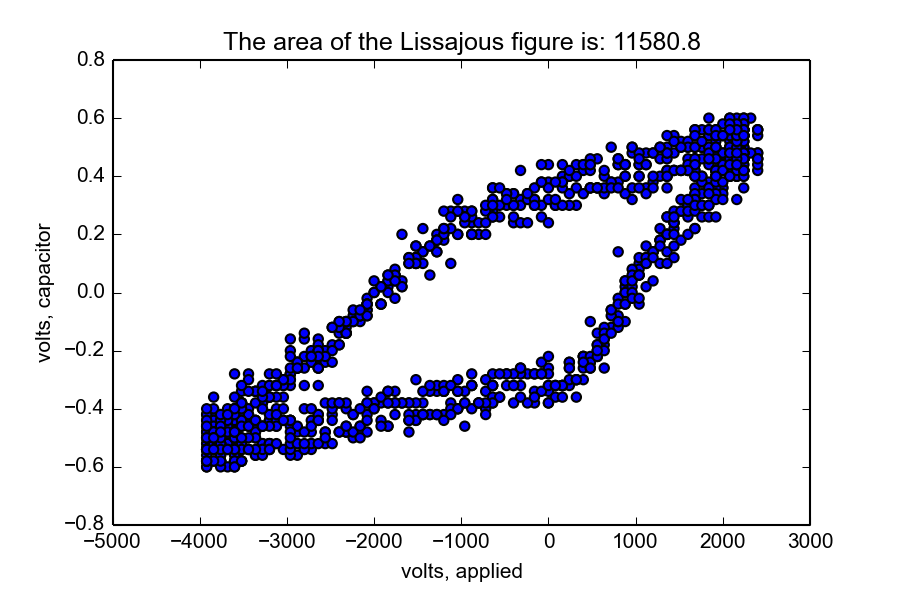 The area of the Lissajous figure is: 11580.8
0.8
0.6
0.4
0.2
0.0
−0.2
−0.4
−0.6
−0.8
volts, capacitor
−5000 −4000 −3000 −2000 −1000 0 1000 2000 3000
volts, applied